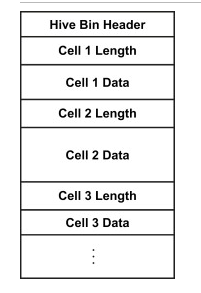 Hive Bin Header
Cell 1 Length
Cell 1 Data
Cell 2 Length
Cell 2 Data
Cell 3 Length
Cell 3 Data
⋮